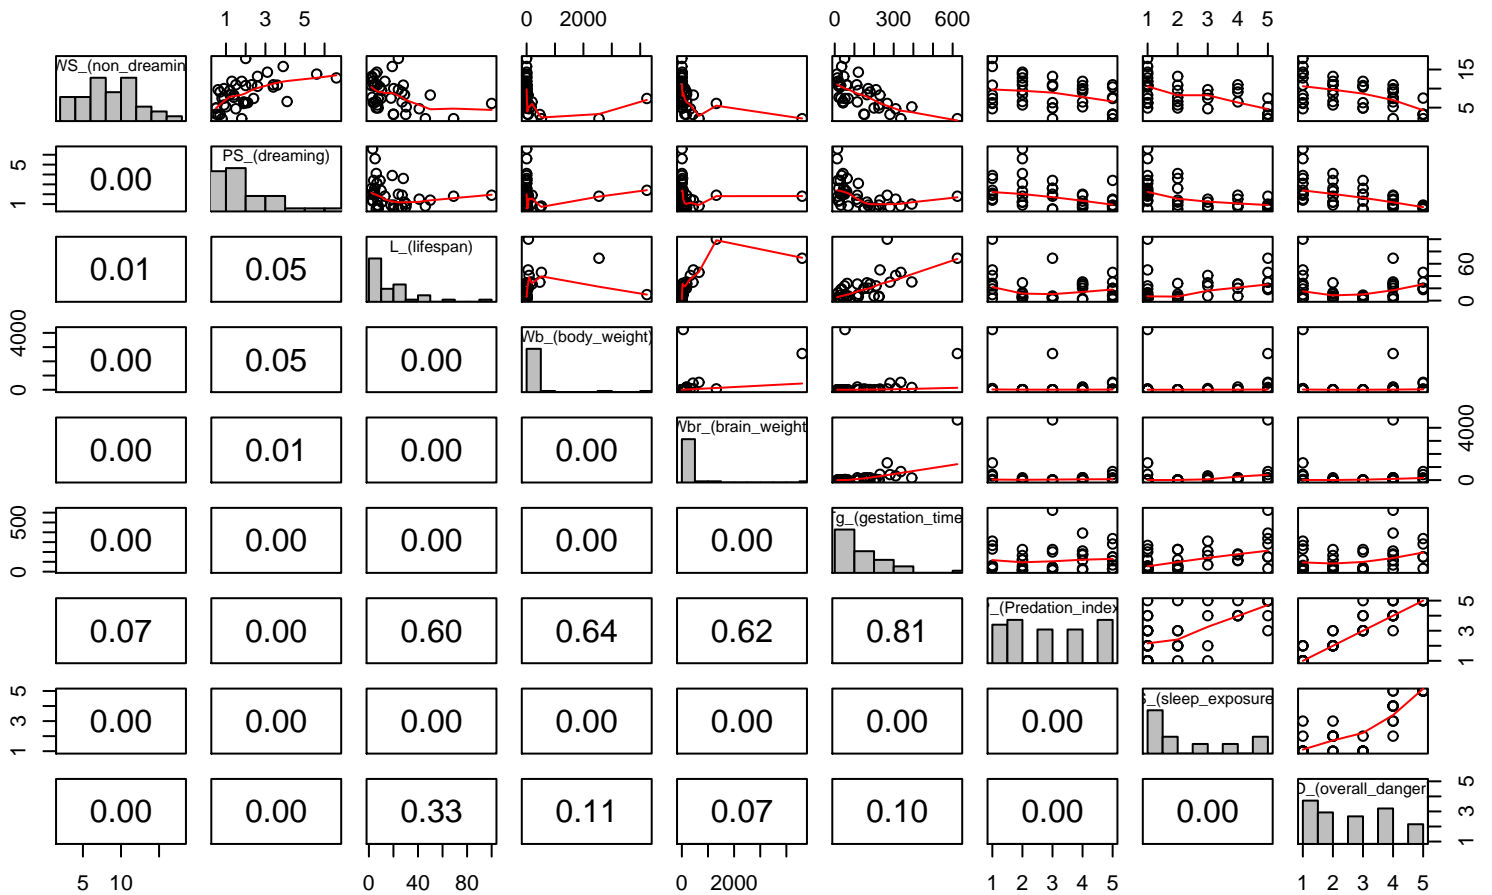 1 3 5 0 2000 0 300 600 1 2 3 4 5
WS_(non_dreamin 5 15
1 5 0.00 PS_(dreaming)
0.01 0.05 L_(lifespan) 0 60
0 4000 0.05 0.00 Wb_(body_weight)
0.00 0.01 0.00 0.00 Wbr_(brain_weight 0 4000
0 500 0.00 0.00 0.00 0.00 0.00 Tg_(gestation_time
0.07 0.00 0.60 0.64 0.62 0.81 _(Predation_index 1 3 5
1 3 5 0.00 0.00 0.00 0.00 0.00 0.00 0.00 S_(sleep_exposure
0.00 0.00 0.33 0.11 0.07 0.10 0.00 0.00 D_(overall_danger 1 3 5
5 10 0 40 80 0 2000 1 2 3 4 5 1 2 3 4 5